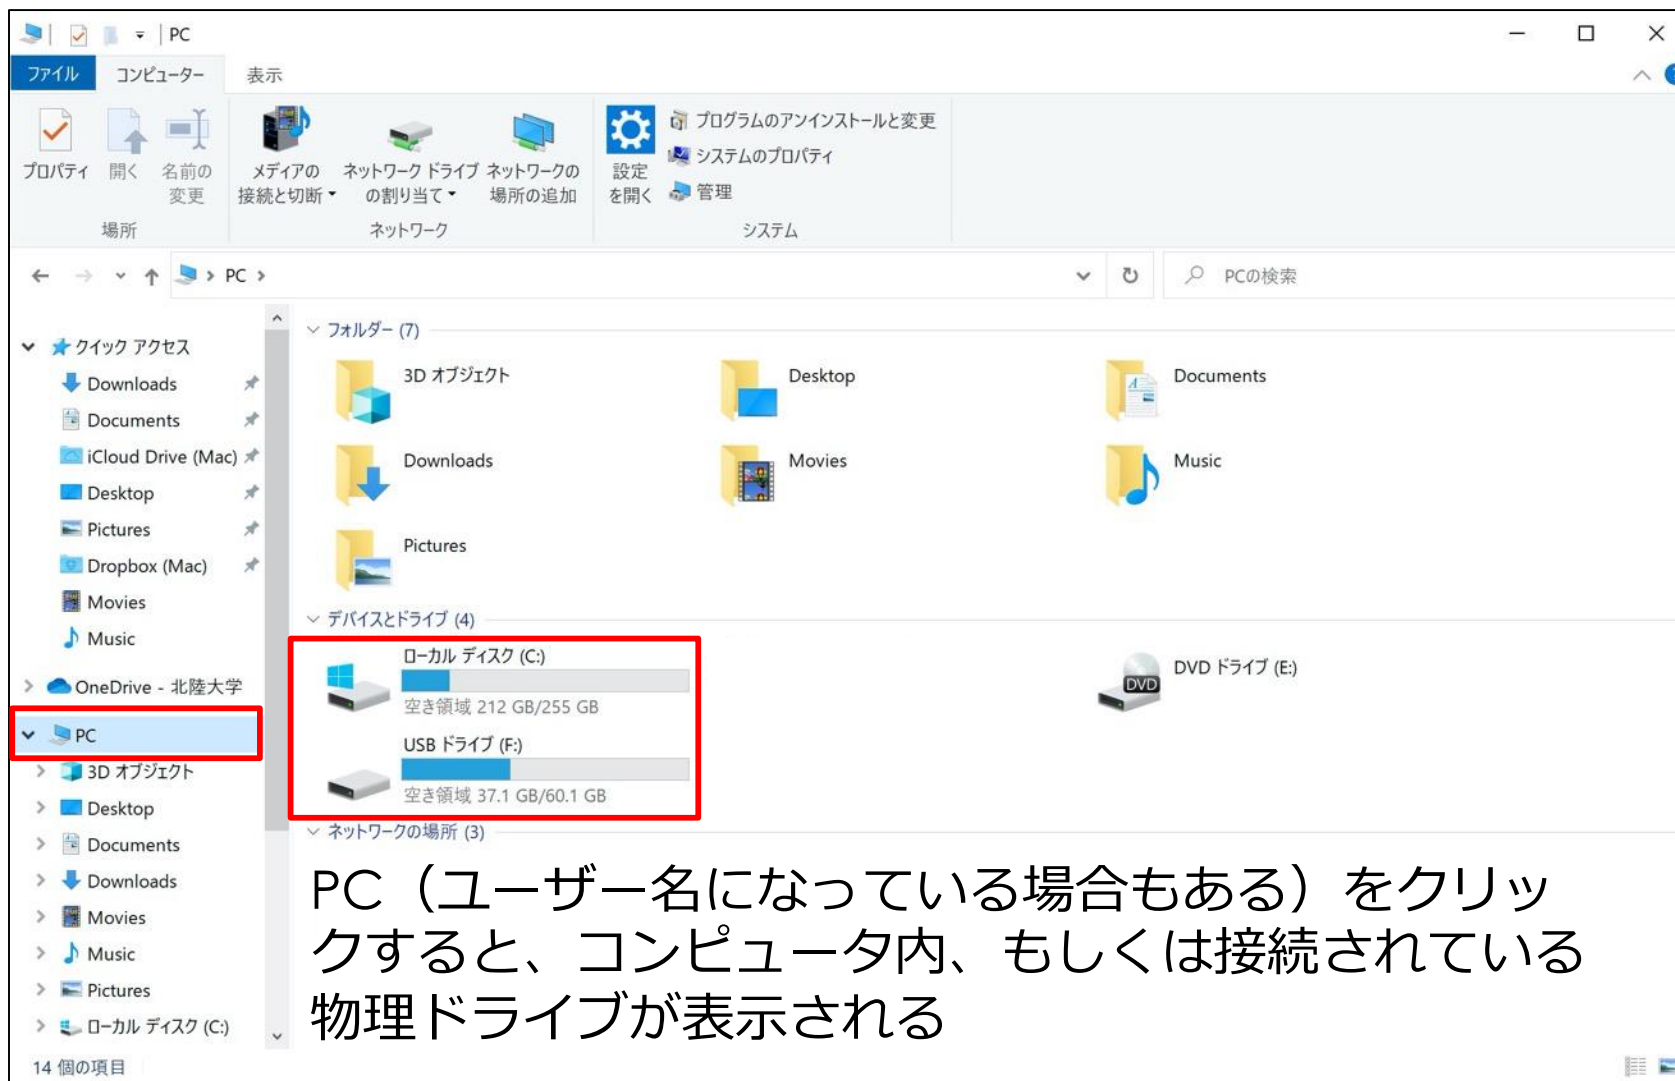 PC
ファイル コンピューター 表示
プログラムのアンインストールと変更
システムのプロパティ
管理
プロパティ 開く 名前の変更 メディアの接続と切断 ネットワーク ドライブの割り当て ネットワークの場所の追加 設定を開く
場所 ネットワーク システム
PC
PCの検索
クイック アクセス
Downloads
Documents
iCloud Drive (Mac)
Desktop
Pictures
Dropbox (Mac)
Movies
Music
OneDrive - 北陸大学
PC
3D オブジェクト
Desktop
Documents
Downloads
Movies
Music
Pictures
ローカル ディスク (C:)
フォルダー (7)
3D オブジェクト Desktop Documents
Downloads Movies Music
Pictures
デバイスとドライブ (4)
ローカル ディスク (C:)
空き領域 212 GB/255 GB
DVD ドライブ (E:)
DVD
USB ドライブ (F:)
空き領域 37.1 GB/60.1 GB
ネットワークの場所 (3)
PC（ユーザー名になっている場合もある）をクリッ
クすると、コンピュータ内、もしくは接続されている
物理ドライブが表示される
14 個の項目